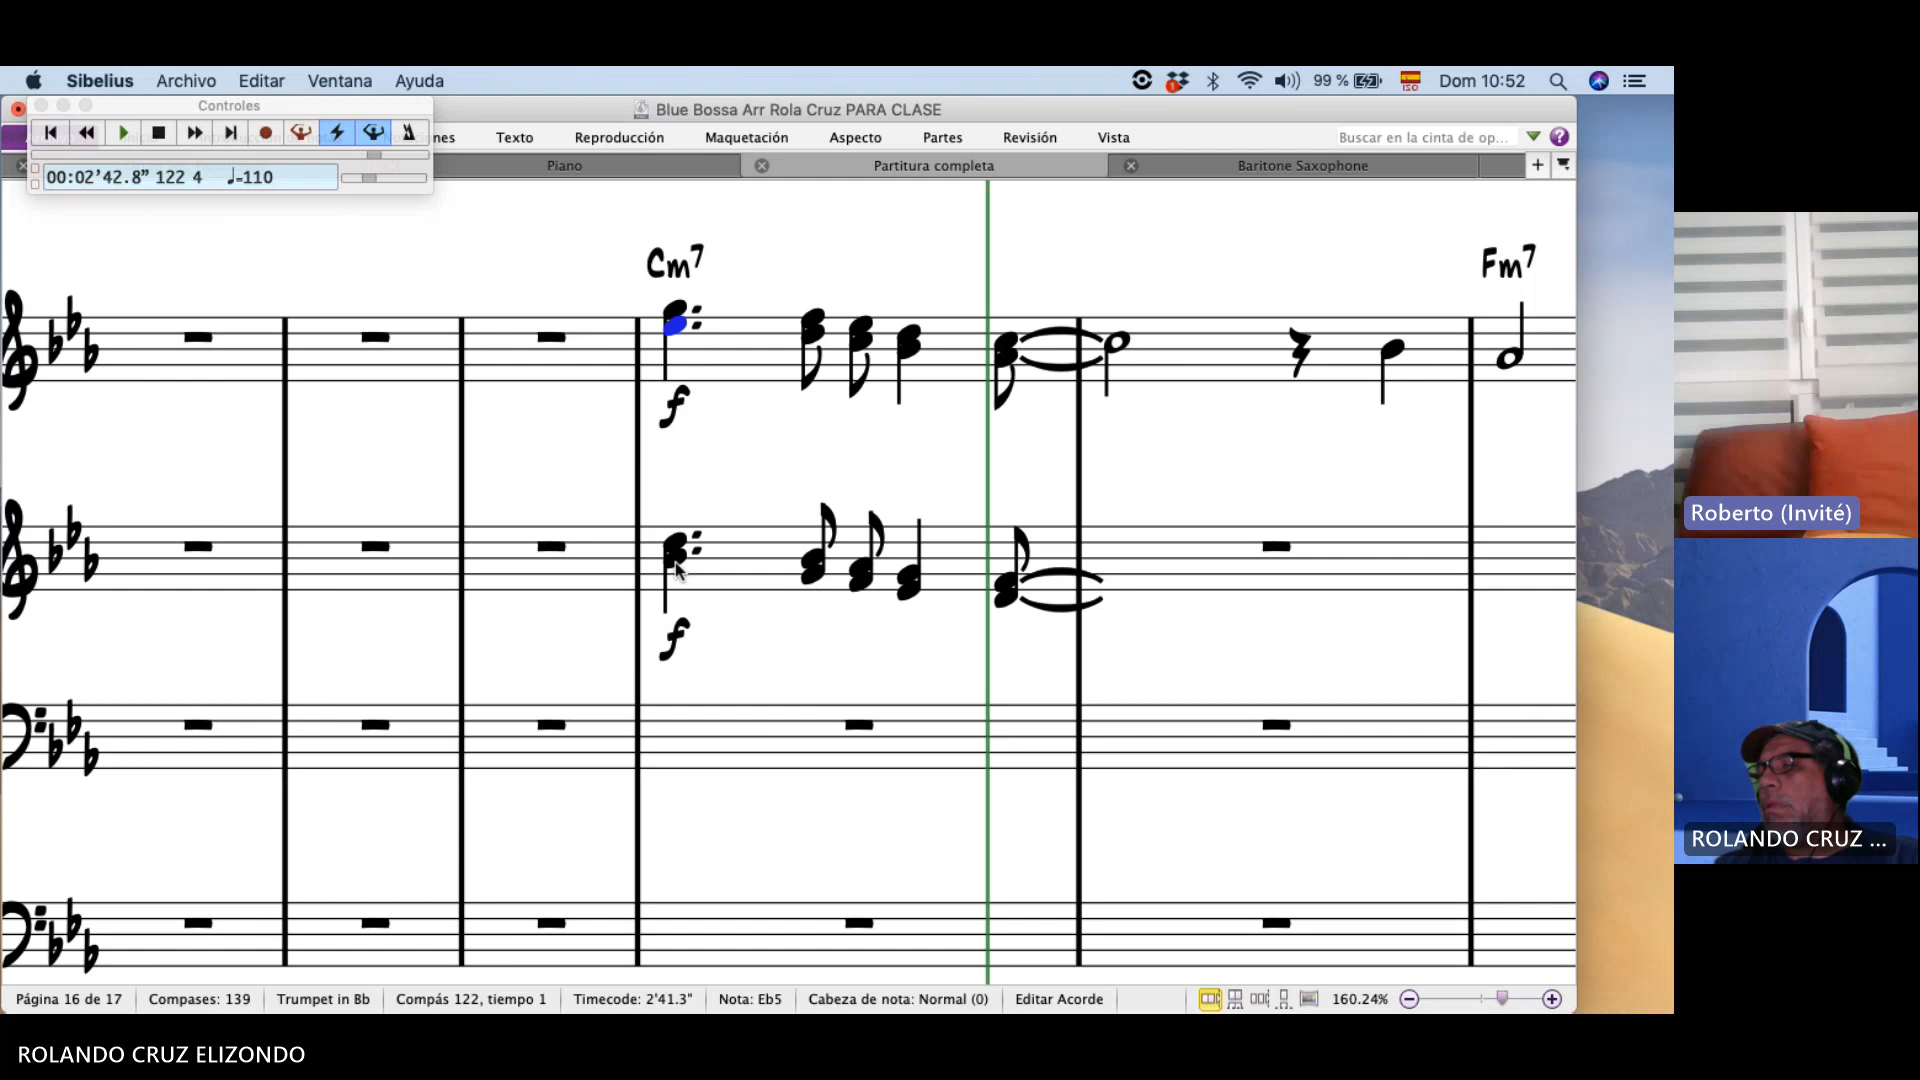 Sibelius Archivo Editar Ventana Ayuda 99 % ISO Dom 10:52
Controles
Blue Bossa Arr Rola Cruz PARA CLASE
nes Texto Reproducción Maquetación Aspecto Partes Revisión Vista Buscar en la cinta de op... ?
Piano Partitura completa Baritone Saxophone +
00:02'42.8" 122 4 ♩=110
Cm7 Fm7
f
f
Roberto (Invité)
ROLANDO CRUZ ...
Página 16 de 17 Compases: 139 Trumpet in Bb Compás 122, tiempo 1 Timecode: 2'41.3" Nota: Eb5 Cabeza de nota: Normal (0) Editar Acorde 160.24%
ROLANDO CRUZ ELIZONDO